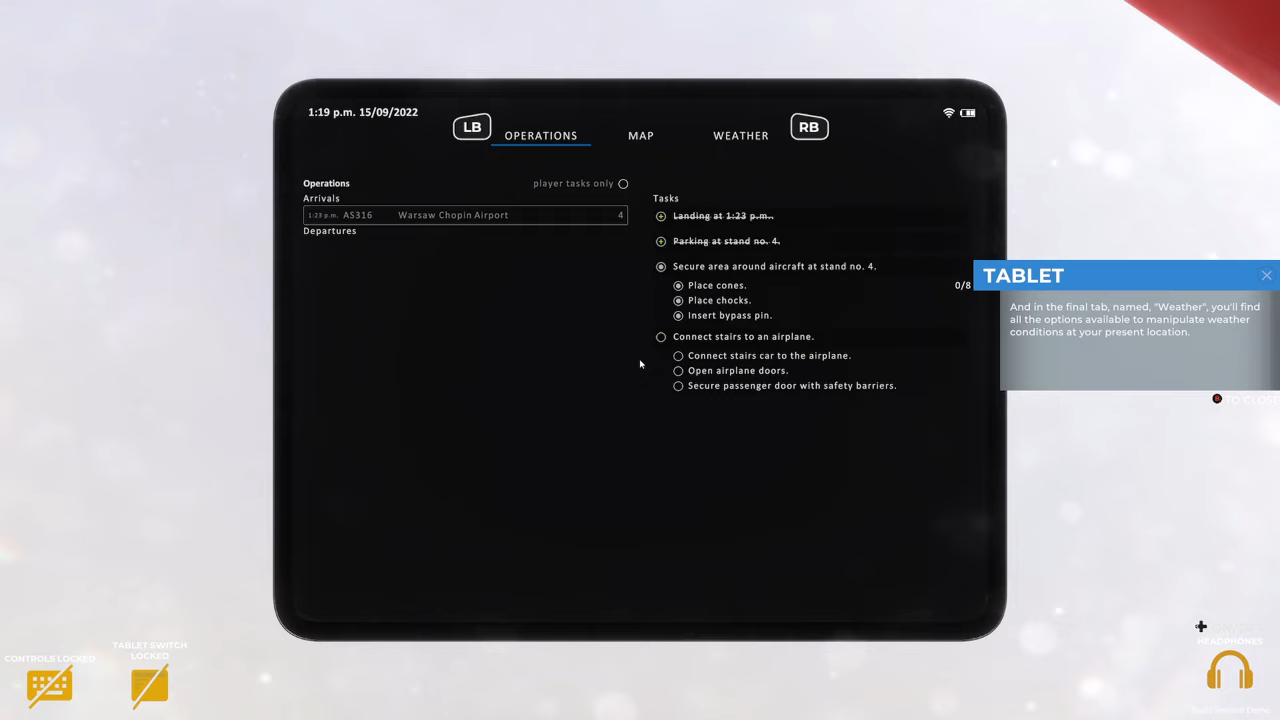 1:19 p.m. 15/09/2022
LB
OPERATIONS
MAP
WEATHER
RB
Operations
player tasks only
Arrivals
1:23 p.m. AS316 Warsaw Chopin Airport 4
Departures
Tasks
Landing at 1:23 p.m..
Parking at stand no. 4.
Secure area around aircraft at stand no. 4.
Place cones. 0/8
Place chocks.
Insert bypass pin.
Connect stairs to an airplane.
Connect stairs car to the airplane.
Open airplane doors.
Secure passenger door with safety barriers.
TABLET
And in the final tab, named, "Weather", you'll find
all the options available to manipulate weather
conditions at your present location.
B TO CLOSE
CONTROLS LOCKED
TABLET SWITCH
LOCKED
HEADPHONES